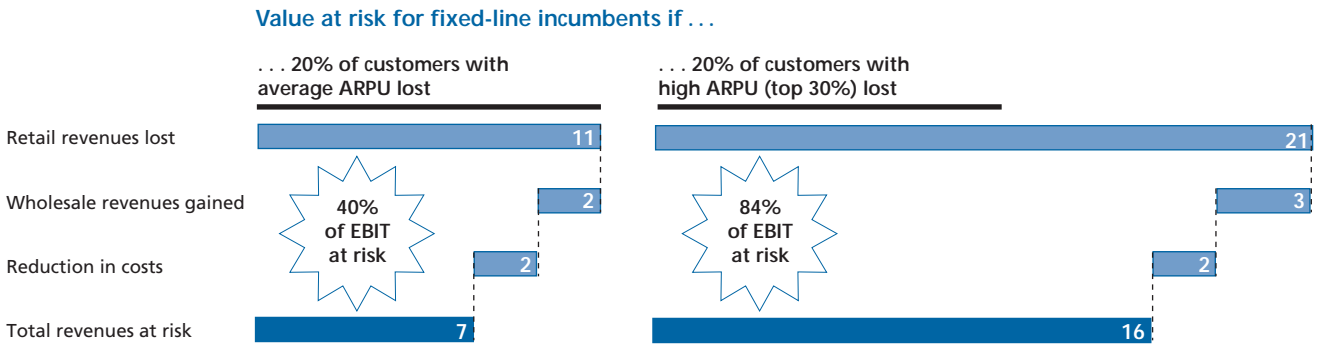 Value at risk for fixed-line incumbents if . . .
. . . 20% of customers with
average ARPU lost
. . . 20% of customers with
high ARPU (top 30%) lost
Retail revenues lost
11
21
Wholesale revenues gained
2
3
40%
of EBIT
at risk
84%
of EBIT
at risk
Reduction in costs
2
2
Total revenues at risk
7
16